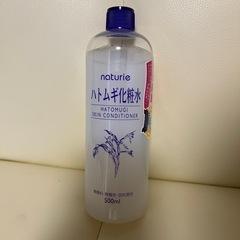 naturie
ハトムギ化粧水
HATOMUGI
SKIN CONDITIONER
500ml